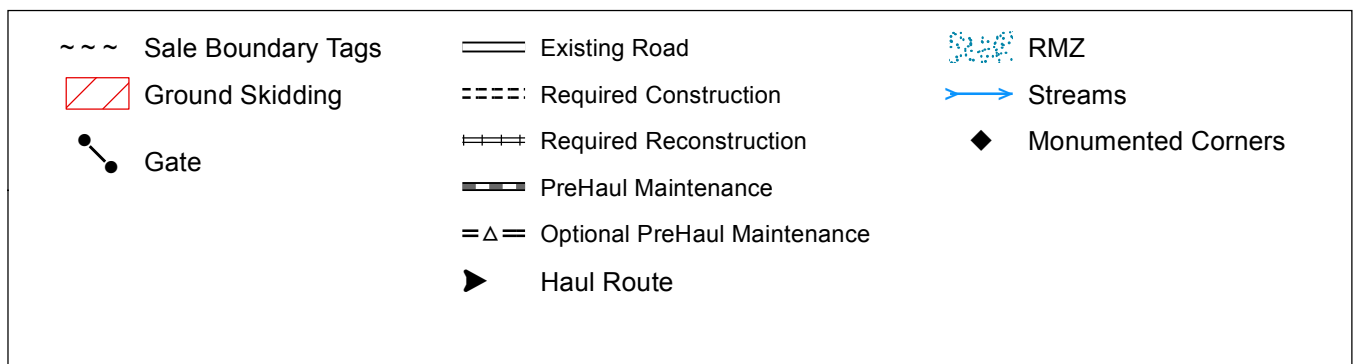 Sale Boundary Tags
Ground Skidding
Gate
Existing Road
Required Construction
Required Reconstruction
PreHaul Maintenance
Optional PreHaul Maintenance
Haul Route
RMZ
Streams
Monumented Corners